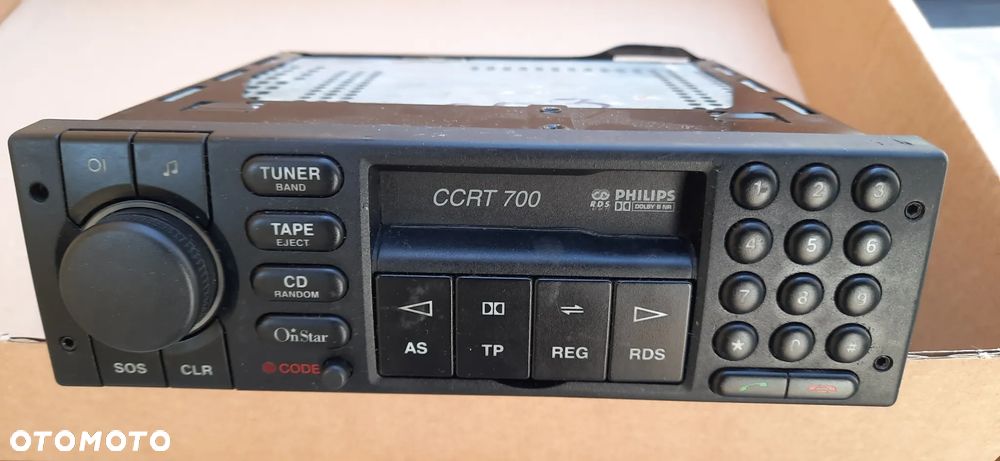 TUNER
BAND
TAPE
EJECT
CD
RANDOM
OnStar
CODE
SOS
CLR
CCRT 700
RDS
PHILIPS
DOLBY B NR
AS
TP
REG
RDS
1 2 3
4 5 6
7 8 9
* 0 #
OTOMOTO